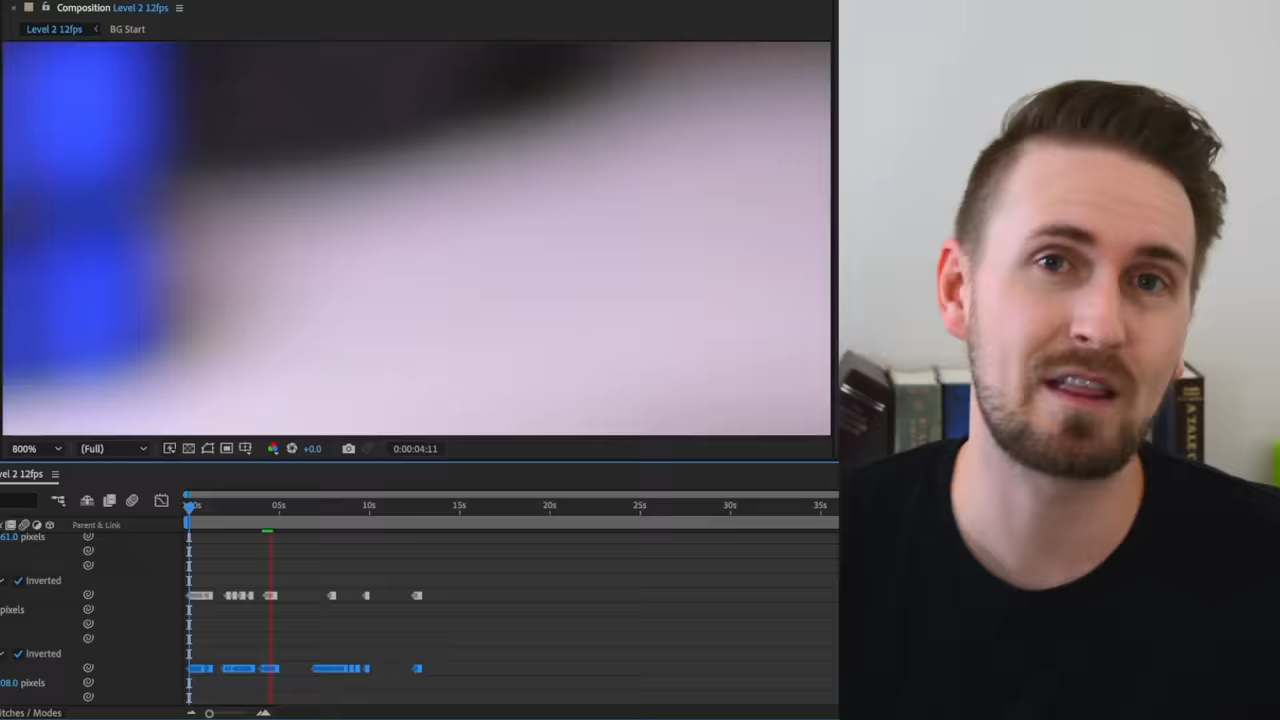 Composition Level 2 12fps
Level 2 12fps
BG Start
800%
(Full)
+0.0
0:00:04:11
vel 2 12fps
05s
10s
15s
20s
25s
30s
35s
Parent & Link
61.0 pixels
Inverted
pixels
Inverted
08.0 pixels
itches / Modes